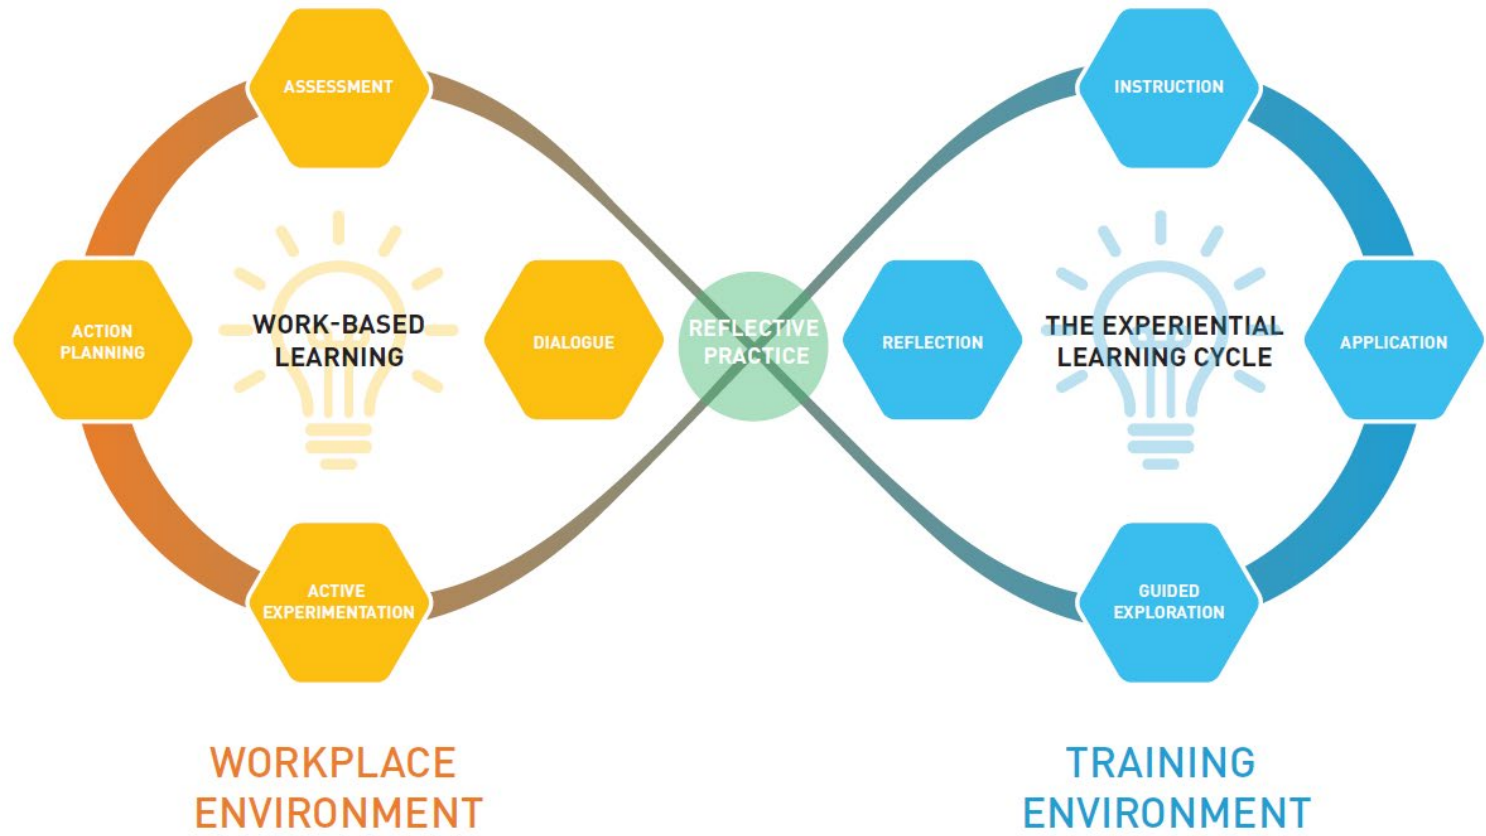 ASSESSMENT
ACTION
PLANNING
WORK-BASED
LEARNING
DIALOGUE
ACTIVE
EXPERIMENTATION
REFLECTIVE
PRACTICE
INSTRUCTION
REFLECTION
THE EXPERIENTIAL
LEARNING CYCLE
APPLICATION
GUIDED
EXPLORATION
WORKPLACE
ENVIRONMENT
TRAINING
ENVIRONMENT